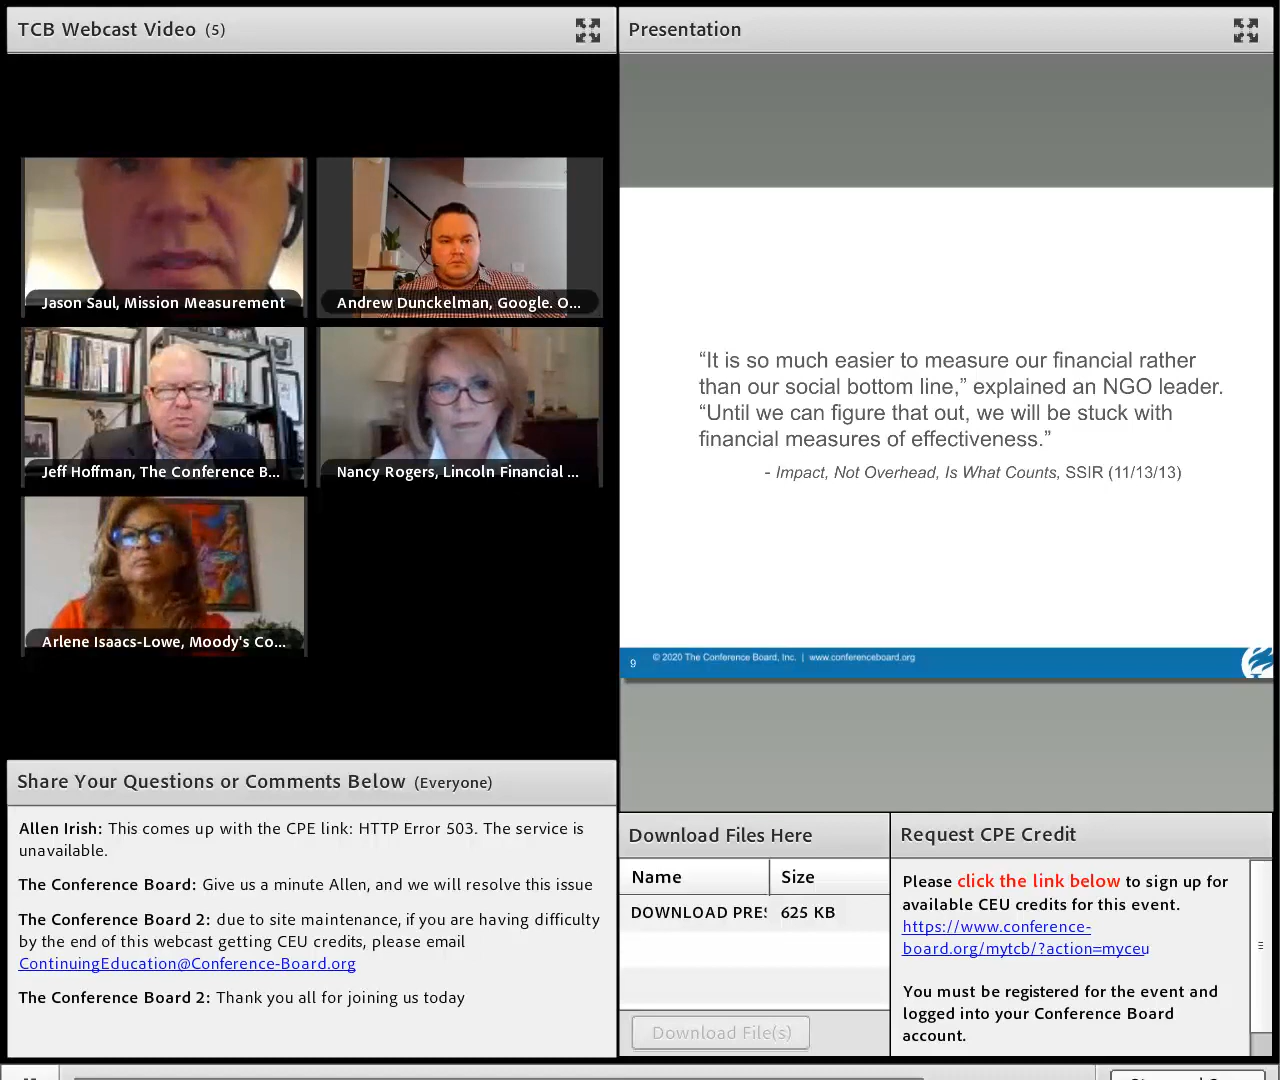 TCB Webcast Video (5)
Presentation
Jason Saul, Mission Measurement
Andrew Dunckelman, Google. O...
Jeff Hoffman, The Conference B...
Nancy Rogers, Lincoln Financial ...
Arlene Isaacs-Lowe, Moody's Co...
“It is so much easier to measure our financial rather
than our social bottom line,” explained an NGO leader.
“Until we can figure that out, we will be stuck with
financial measures of effectiveness.”
- Impact, Not Overhead, Is What Counts, SSIR (11/13/13)
9 © 2020 The Conference Board, Inc. | www.conferenceboard.org
Share Your Questions or Comments Below (Everyone)
Allen Irish: This comes up with the CPE link: HTTP Error 503. The service is
unavailable.
The Conference Board: Give us a minute Allen, and we will resolve this issue
The Conference Board 2: due to site maintenance, if you are having difficulty
by the end of this webcast getting CEU credits, please email
ContinuingEducation@Conference-Board.org
The Conference Board 2: Thank you all for joining us today
Download Files Here
Name Size
DOWNLOAD PRES 625 KB
Download File(s)
Request CPE Credit
Please click the link below to sign up for
available CEU credits for this event.
https://www.conference-
board.org/mytcb/?action=myceu
You must be registered for the event and
logged into your Conference Board
account.